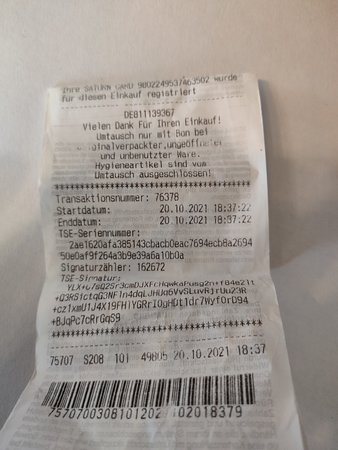 Ihre SATURN CARD 9802249537463502 wurde
für diesen Einkauf registriert
DE811139367
Vielen Dank Für Ihren Einkauf!
Umtausch nur mit Bon bei
originalverpackter,ungeöffneter
und unbenutzter Ware.
Hygieneartikel sind vom
Umtausch ausgeschlossen!
****************************************
Transaktionsnummer: 76378
Startdatum: 20.10.2021 18:37:22
Enddatum: 20.10.2021 18:37:22
TSE-Seriennummer:
2ae1620afa385143cbacb0eac7694ecb8a2694
50e0af9f264a3b9e39a6a10b0a
Signaturzähler: 162672
TSE-Signatur:
****************************************
75707 S208 101 49805 20.10.2021 18:37